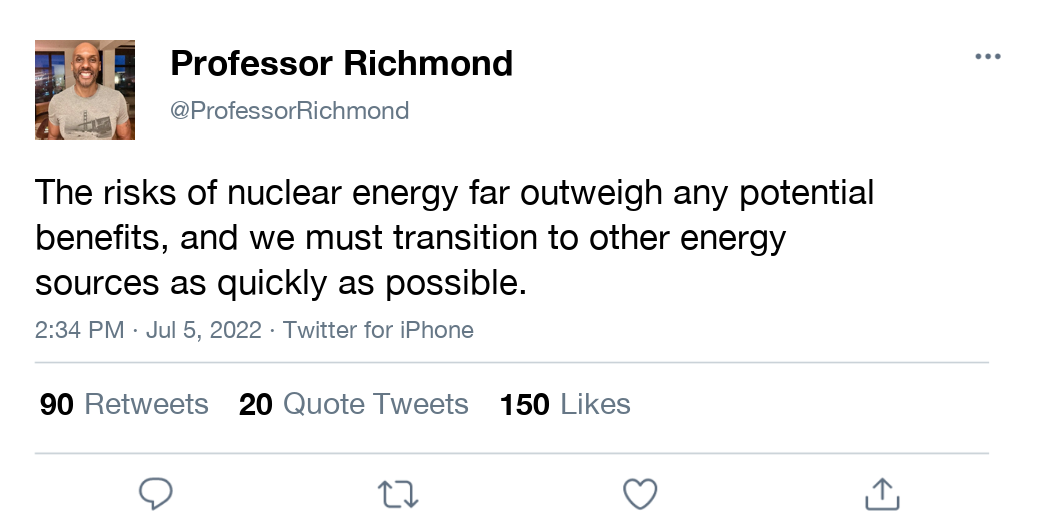 Professor Richmond
@ProfessorRichmond
The risks of nuclear energy far outweigh any potential
benefits, and we must transition to other energy
sources as quickly as possible.
2:34 PM · Jul 5, 2022 · Twitter for iPhone
90 Retweets 20 Quote Tweets 150 Likes